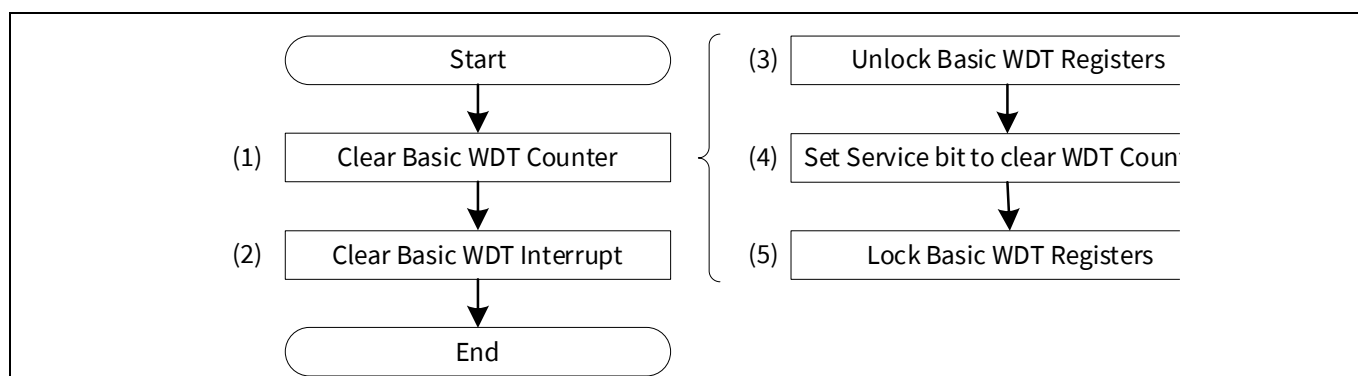 Start
(1) Clear Basic WDT Counter
(2) Clear Basic WDT Interrupt
End
(3) Unlock Basic WDT Registers
(4) Set Service bit to clear WDT Coun
(5) Lock Basic WDT Registers